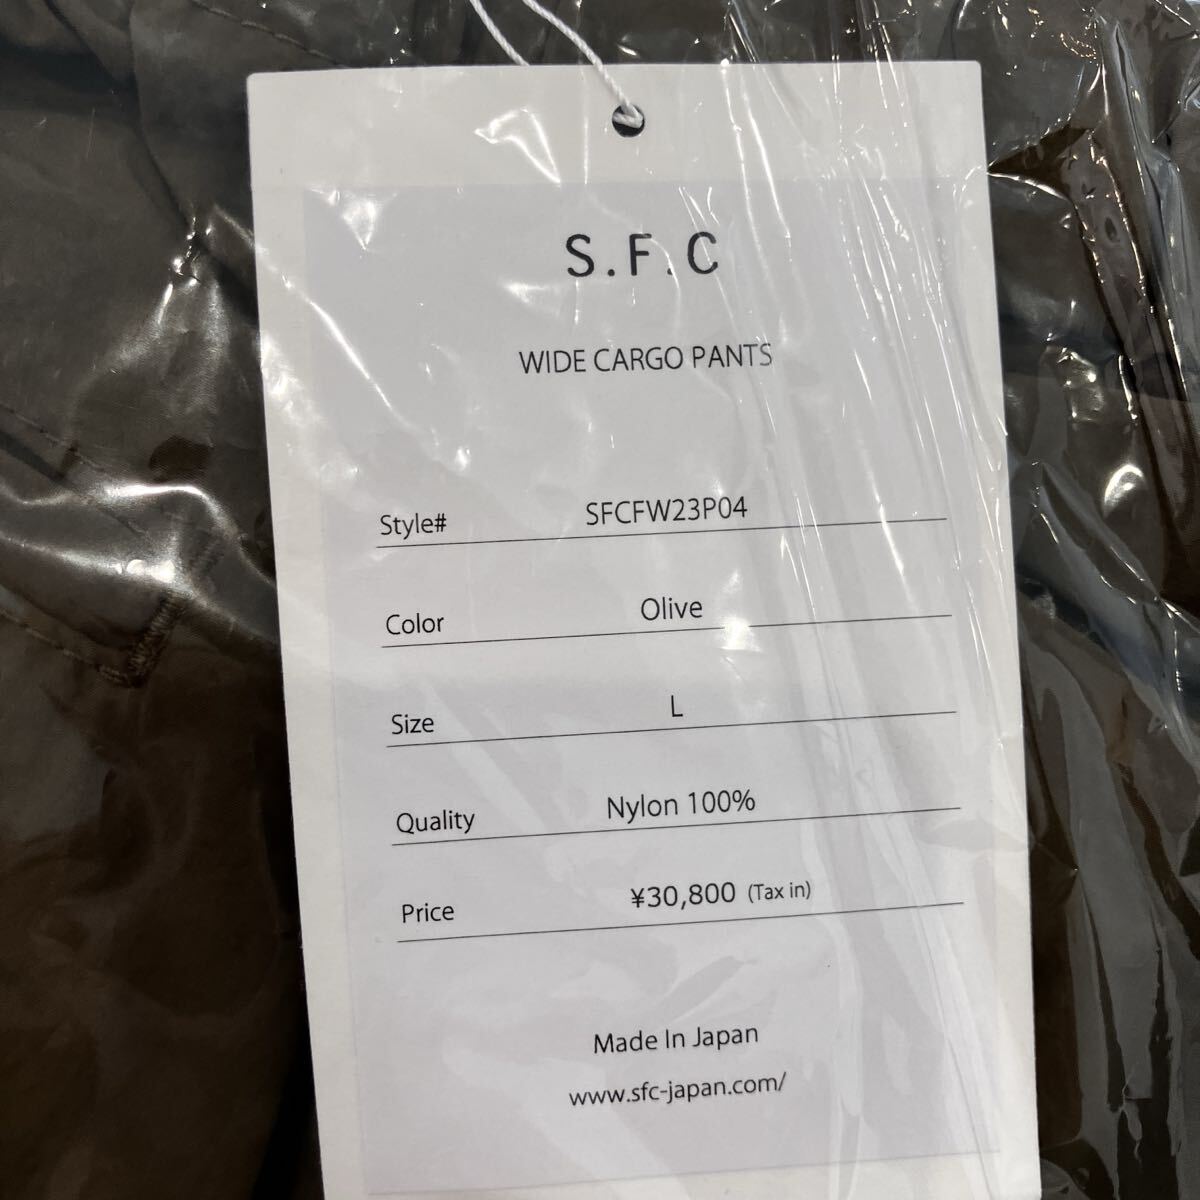 S.F.C
WIDE CARGO PANTS
Style# SFCFW23P04
Color Olive
Size L
Quality Nylon 100%
Price ¥30,800 (Tax in)
Made In Japan
www.sfc-japan.com/